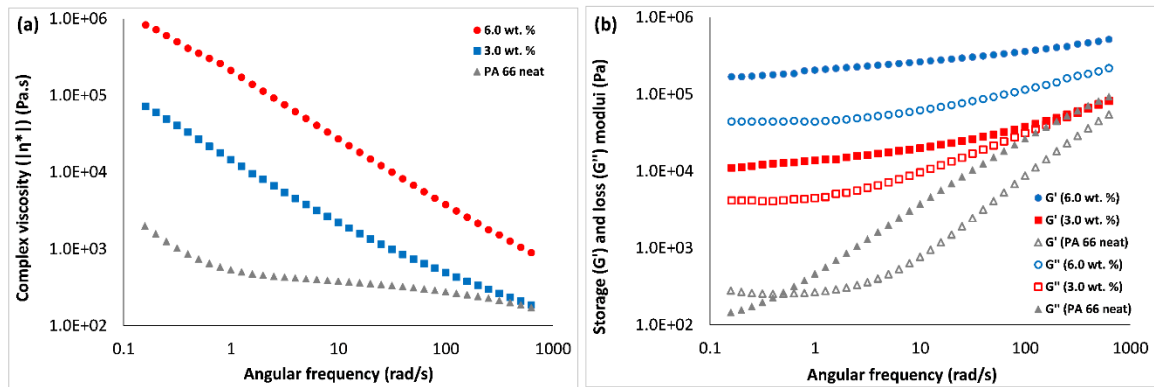 (a)
Complex viscosity (|n*|) (Pa.s)
1.0E+06
1.0E+05
1.0E+04
1.0E+03
1.0E+02
0.1
1
10
100
1000
Angular frequency (rad/s)
6.0 wt. %
3.0 wt. %
PA 66 neat
(b)
Storage (G') and loss (G") moduli (Pa)
1.0E+06
1.0E+05
1.0E+04
1.0E+03
1.0E+02
0.1
1
10
100
1000
Angular frequency (rad/s)
G' (6.0 wt. %)
G' (3.0 wt. %)
G' (PA 66 neat)
G" (6.0 wt. %)
G" (3.0 wt. %)
G" (PA 66 neat)